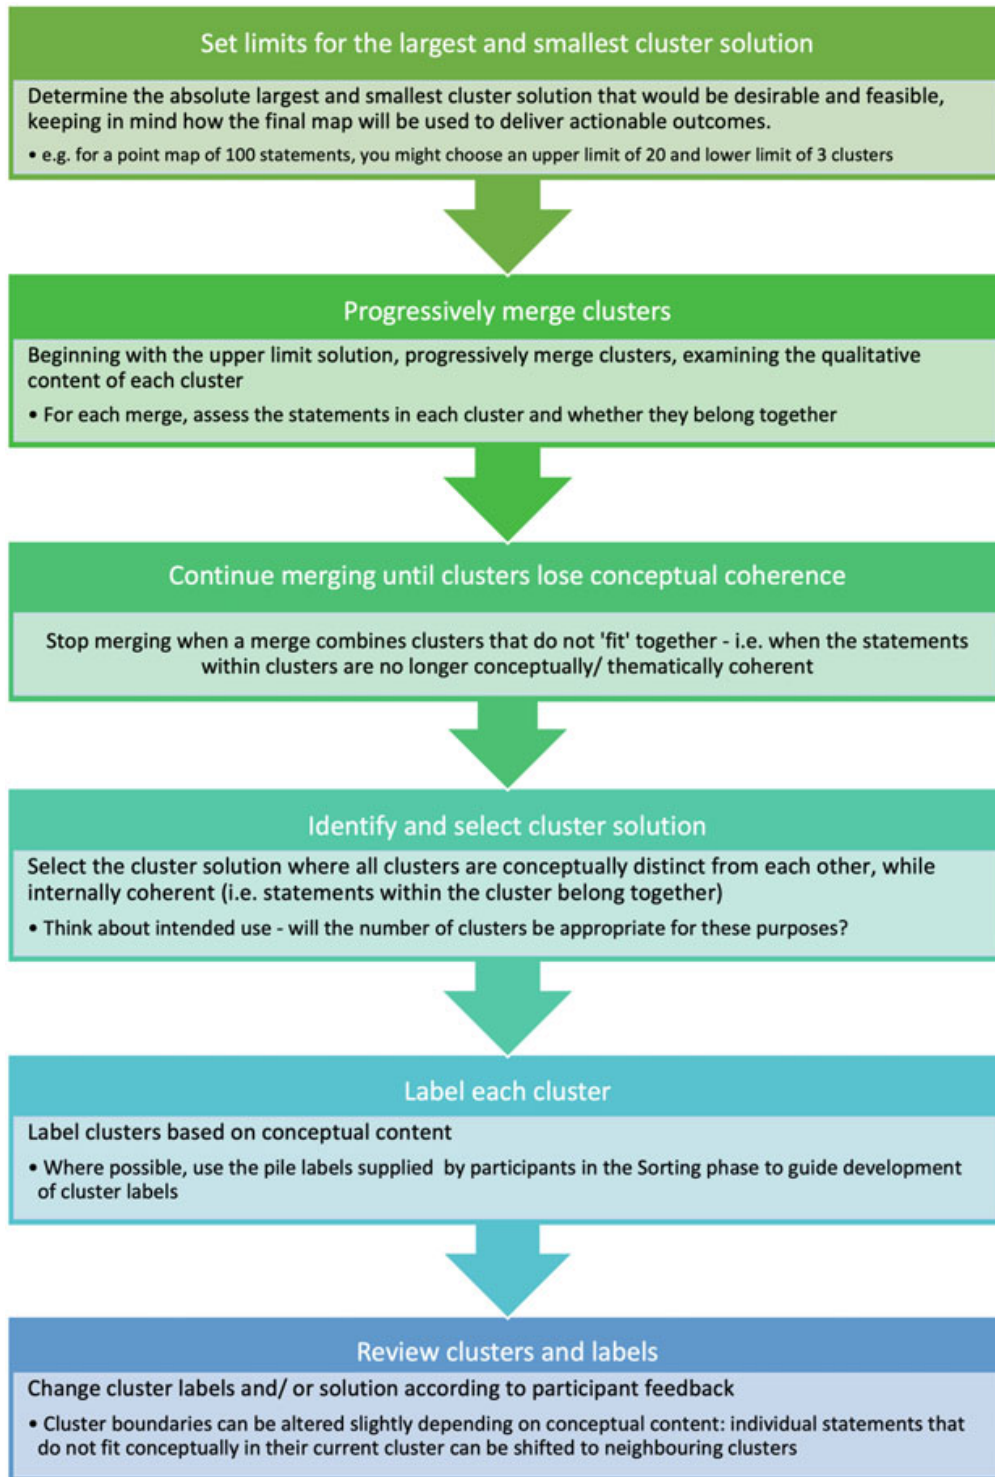 Set limits for the largest and smallest cluster solution
Determine the absolute largest and smallest cluster solution that would be desirable and feasible,
keeping in mind how the final map will be used to deliver actionable outcomes.
• e.g. for a point map of 100 statements, you might choose an upper limit of 20 and lower limit of 3 clusters
Progressively merge clusters
Beginning with the upper limit solution, progressively merge clusters, examining the qualitative
content of each cluster
• For each merge, assess the statements in each cluster and whether they belong together
Continue merging until clusters lose conceptual coherence
Stop merging when a merge combines clusters that do not 'fit' together - i.e. when the statements
within clusters are no longer conceptually/ thematically coherent
Identify and select cluster solution
Select the cluster solution where all clusters are conceptually distinct from each other, while
internally coherent (i.e. statements within the cluster belong together)
• Think about intended use - will the number of clusters be appropriate for these purposes?
Label each cluster
Label clusters based on conceptual content
• Where possible, use the pile labels supplied by participants in the Sorting phase to guide development
of cluster labels
Review clusters and labels
Change cluster labels and/ or solution according to participant feedback
• Cluster boundaries can be altered slightly depending on conceptual content: individual statements that
do not fit conceptually in their current cluster can be shifted to neighbouring clusters